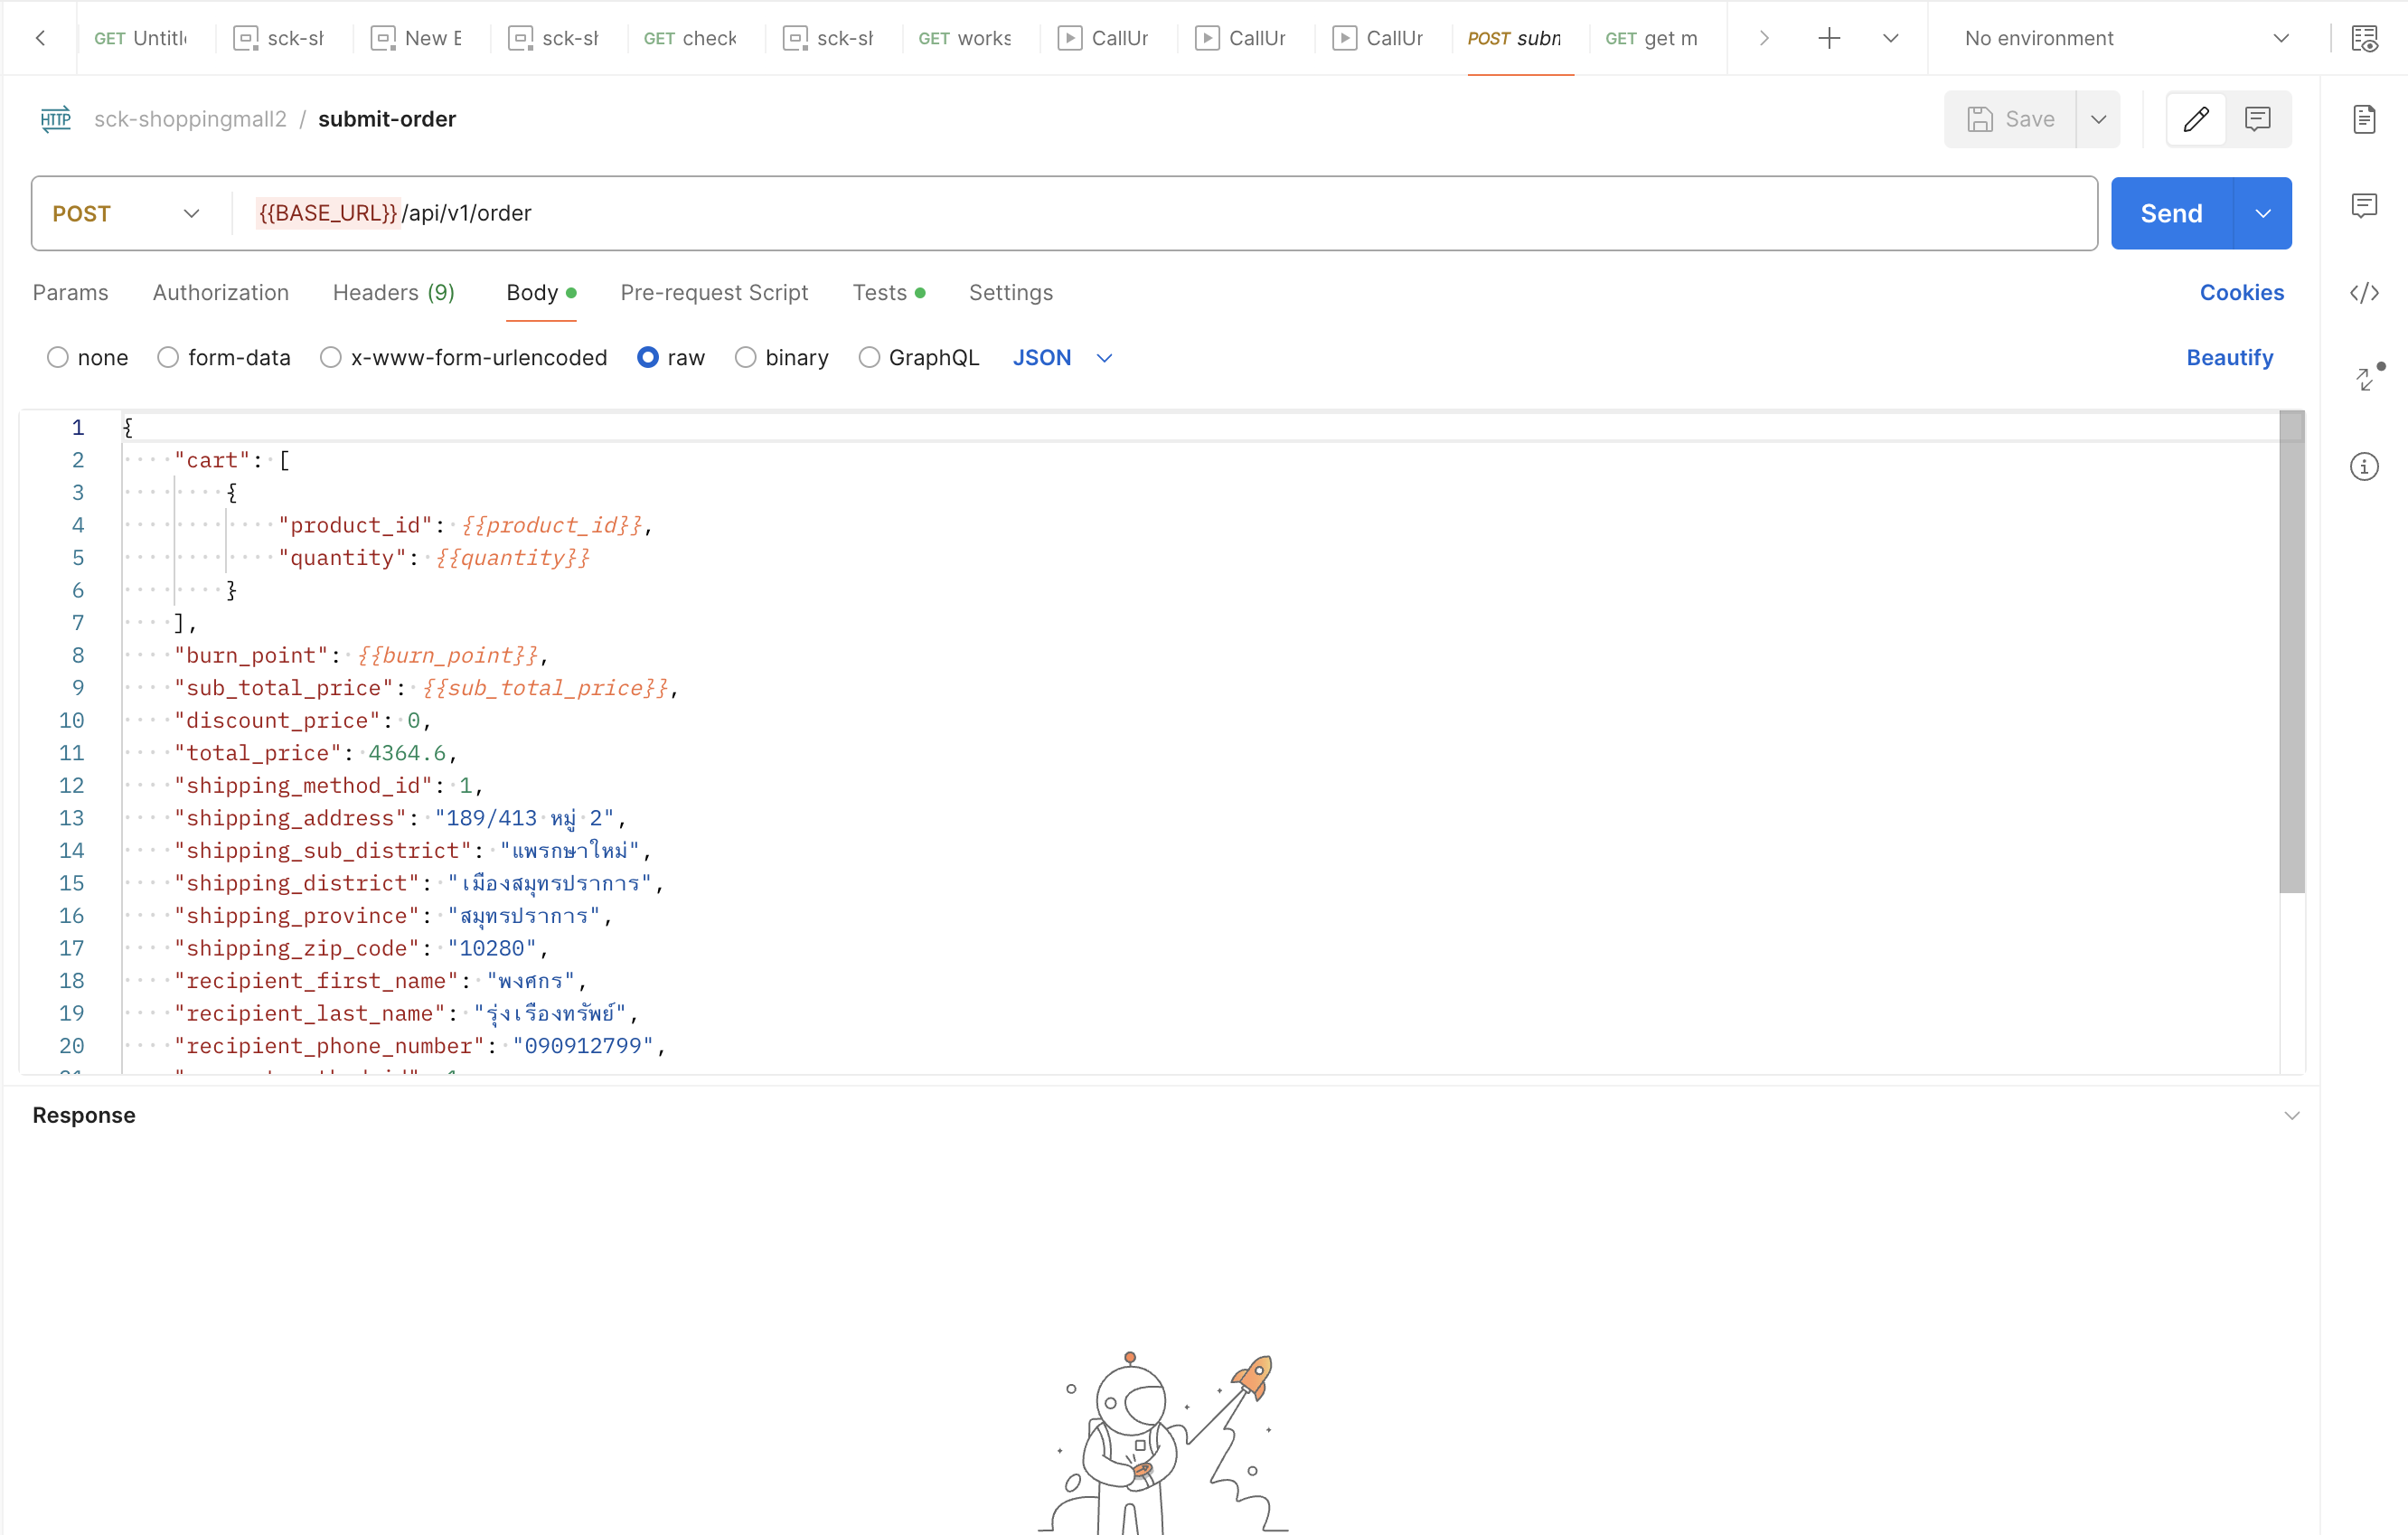 GET Untitl sck-sh New E sck-sh GET check sck-sh GET works CallUr CallUr CallUr POST subm GET get m No environment
HTTP sck-shoppingmall2 / submit-order Save
POST {{BASE_URL}}/api/v1/order Send
Params Authorization Headers (9) Body Pre-request Script Tests Settings Cookies
none form-data x-www-form-urlencoded raw binary GraphQL JSON Beautify
1 {
2 "cart": [
3 {
4 "product_id": {{product_id}},
5 "quantity": {{quantity}}
6 }
7 ],
8 "burn_point": {{burn_point}},
9 "sub_total_price": {{sub_total_price}},
10 "discount_price": 0,
11 "total_price": 4364.6,
12 "shipping_method_id": 1,
13 "shipping_address": "189/413 หมู่ 2",
14 "shipping_sub_district": "แพรกษาใหม่",
15 "shipping_district": "เมืองสมุทรปราการ",
16 "shipping_province": "สมุทรปราการ",
17 "shipping_zip_code": "10280",
18 "recipient_first_name": "พงศกร",
19 "recipient_last_name": "รุ่งเรืองทรัพย์",
20 "recipient_phone_number": "090912799",
Response